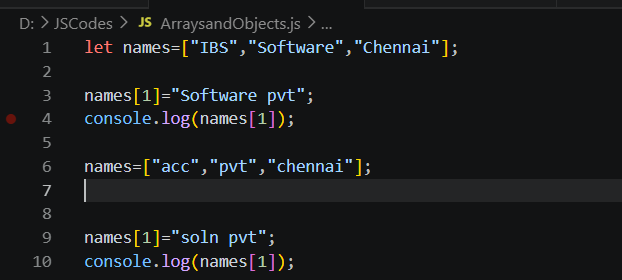 D: > JSCodes > JS ArraysandObjects.js > ...
1 let names=["IBS","Software","Chennai"];
2
3 names[1]="Software pvt";
4 console.log(names[1]);
5
6 names=["acc","pvt","chennai"];
7
8
9 names[1]="soln pvt";
10 console.log(names[1]);